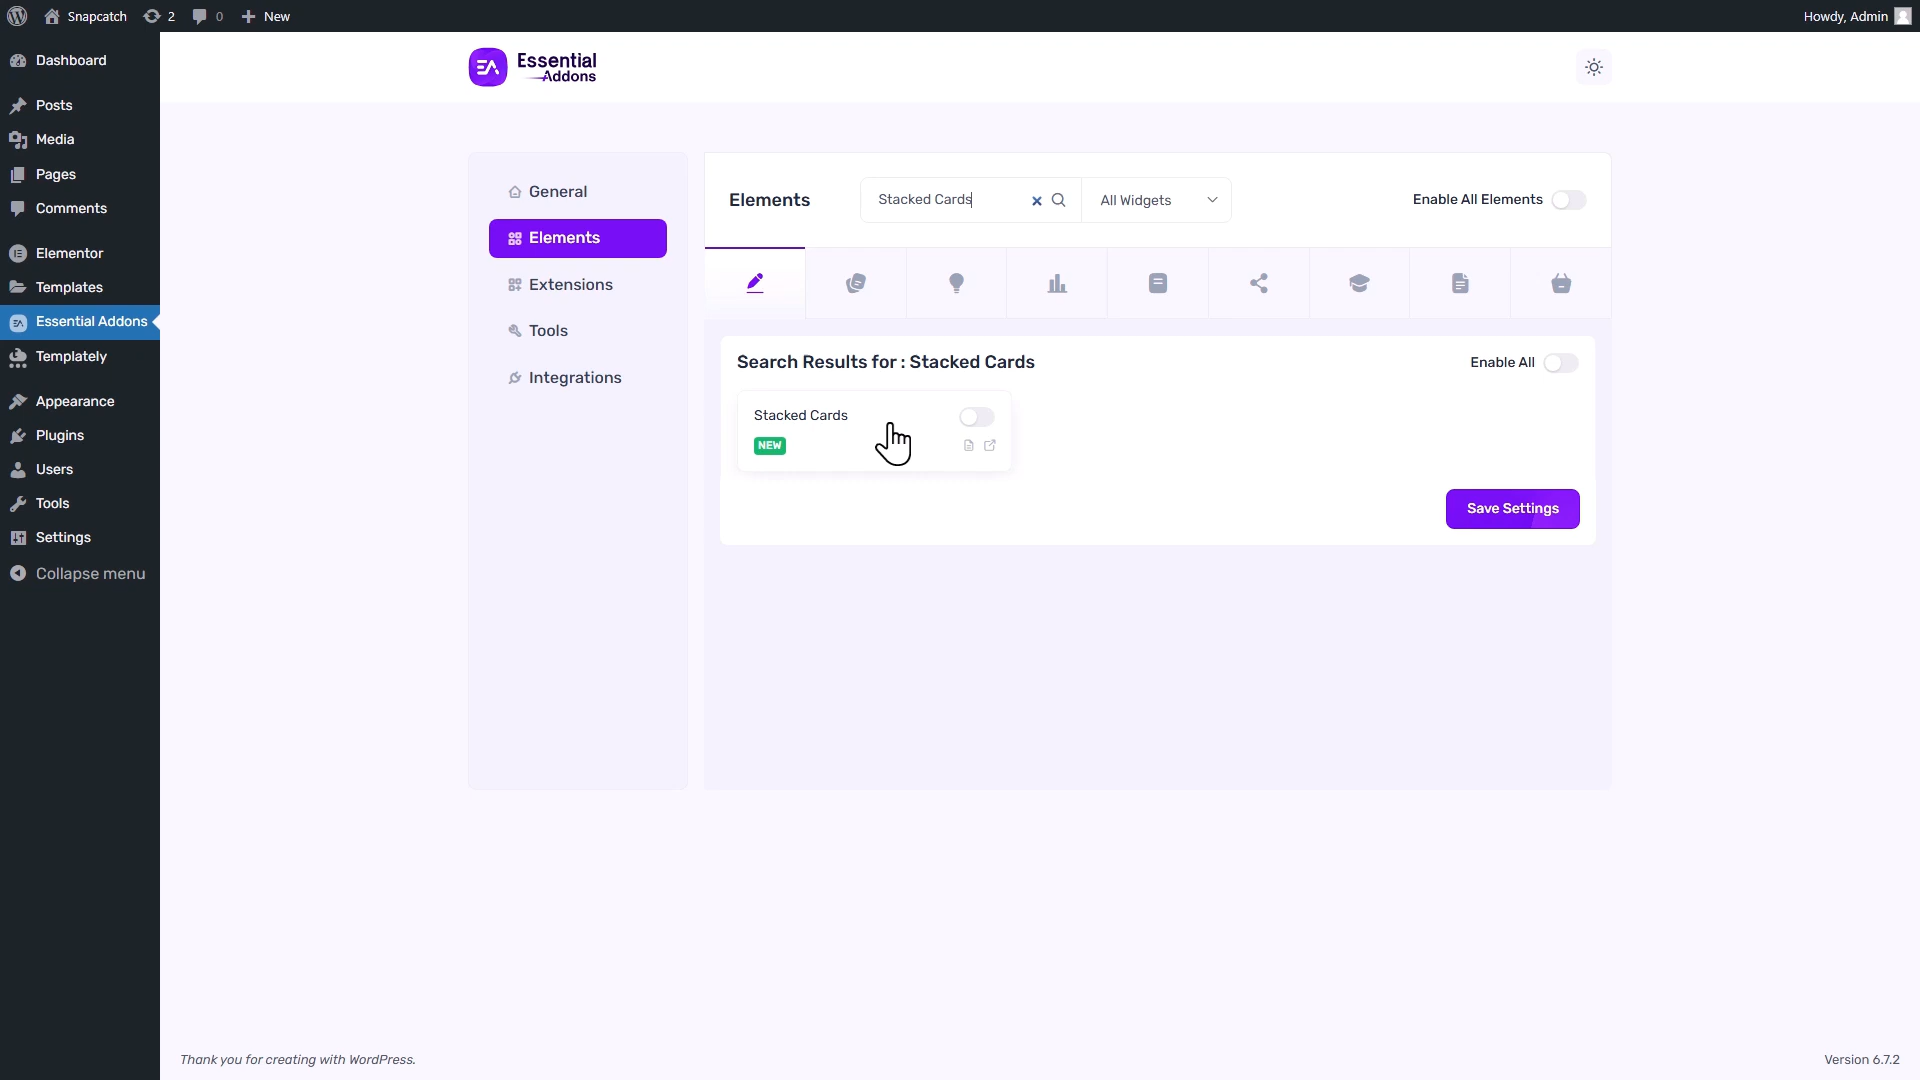 Snapcatch
2
0
New
Howdy, Admin
Dashboard
Posts
Media
Pages
Comments
Elementor
Templates
Essential Addons
Templately
Appearance
Plugins
Users
Tools
Settings
Collapse menu
EA
Essential
Addons
General
Elements
Extensions
Tools
Integrations
Elements
Stacked Cards
All Widgets
Enable All Elements
Search Results for : Stacked Cards
Enable All
Stacked Cards
NEW
Save Settings
Thank you for creating with WordPress.
Version 6.7.2